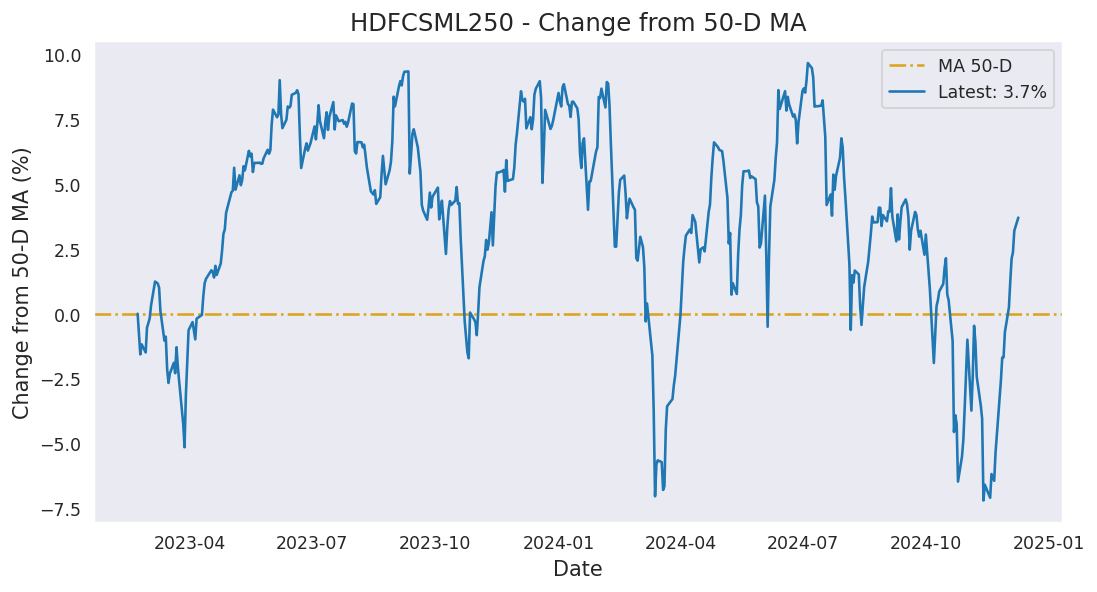 HDFCSML250 - Change from 50-D MA
MA 50-D
Latest: 3.7%
Change from 50-D MA (%)
10.0
7.5
5.0
2.5
0.0
−2.5
−5.0
−7.5
2023-04 2023-07 2023-10 2024-01 2024-04 2024-07 2024-10 2025-01
Date